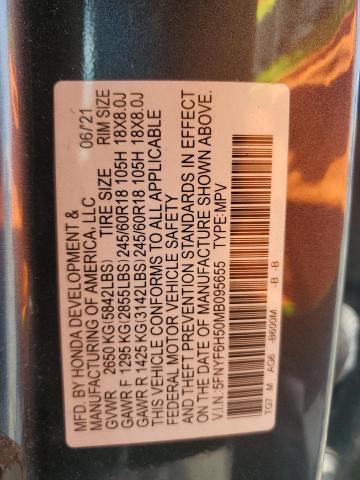 MFD. BY HONDA DEVELOPMENT & 06/21
MANUFACTURING OF AMERICA, LLC
TIRE SIZE RIM SIZE
GVWR 2650 KG(5842LBS)
GAWR F 1295 KG(2855LBS) 245/60R18 105H 18X8.0J
GAWR R 1425 KG(3142LBS) 245/60R18 105H 18X8.0J
THIS VEHICLE CONFORMS TO ALL APPLICABLE
FEDERAL MOTOR VEHICLE SAFETY
AND THEFT PREVENTION STANDARDS IN EFFECT
ON THE DATE OF MANUFACTURE SHOWN ABOVE.
V.I.N.:5FNYF6H50MB095655 TYPE:MPV
TG7 M AG6 -B600M -B -B